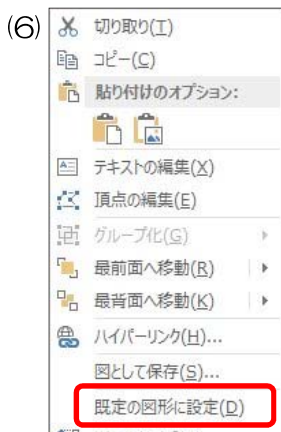 (6)
切り取り(T)
コピー(C)
貼り付けのオプション:
テキストの編集(X)
頂点の編集(E)
グループ化(G)
最前面へ移動(R)
最背面へ移動(K)
ハイパーリンク(H)...
図として保存(S)...
既定の図形に設定(D)